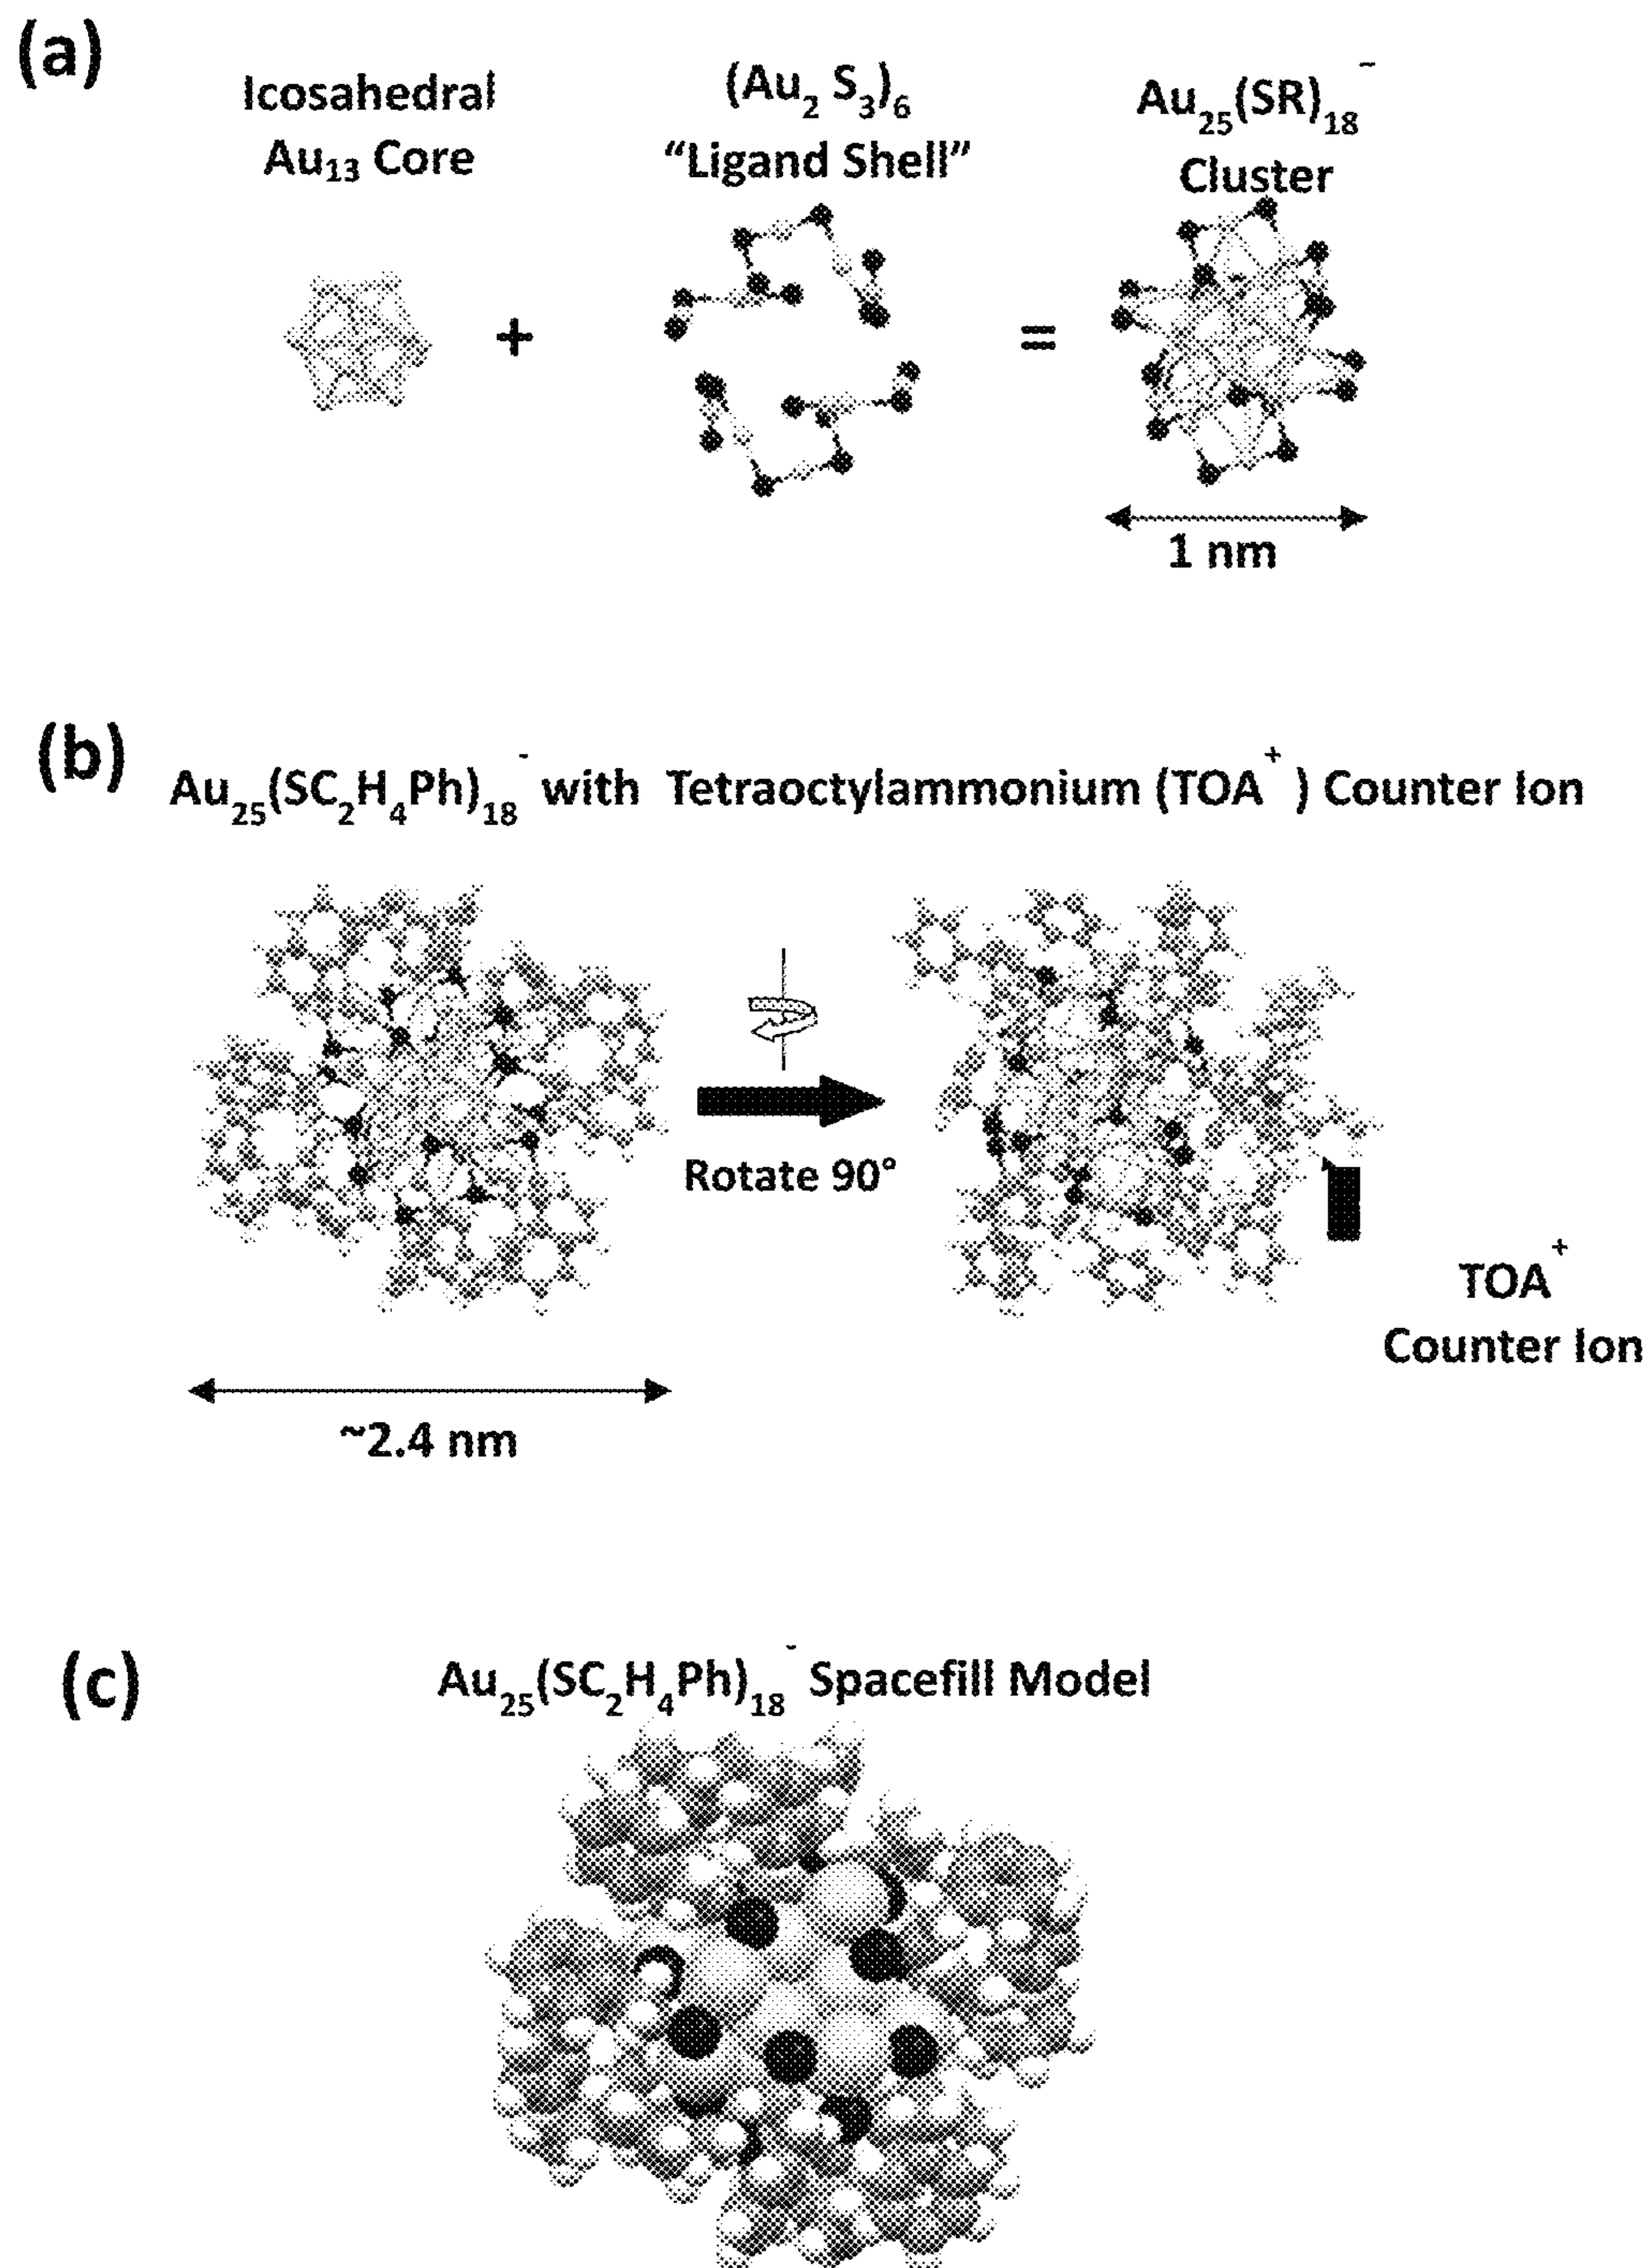 (a)
Icosahedral
Au₁₃ Core
+
(Au₂ S₃)₆
“Ligand Shell”
=
Au₂₅(SR)₁₈⁻
Cluster
1 nm
(b)
Au₂₅(SC₂H₄Ph)₁₈⁻ with Tetraoctylammonium (TOA⁺) Counter Ion
Rotate 90°
TOA⁺
Counter Ion
~2.4 nm
(c)
Au₂₅(SC₂H₄Ph)₁₈⁻ Spacefill Model